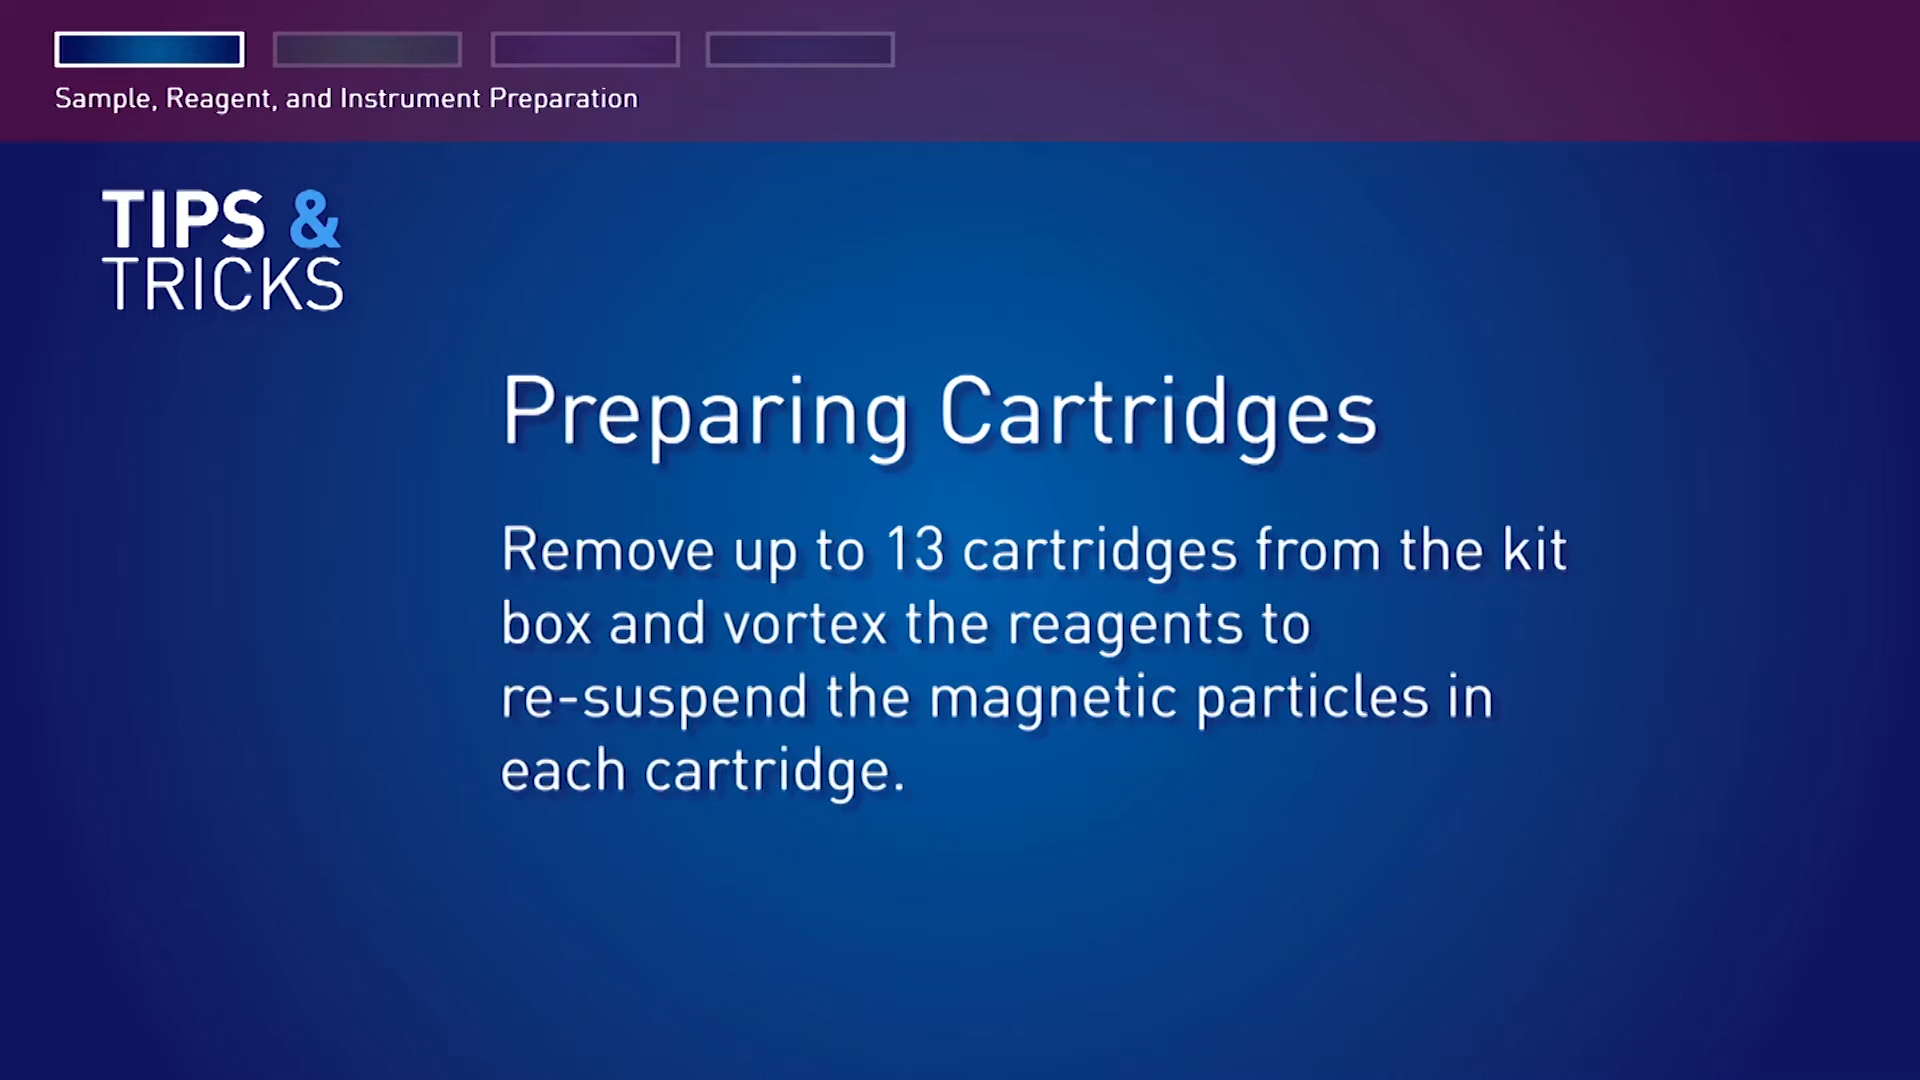 Sample, Reagent, and Instrument Preparation
TIPS &
TRICKS
Preparing Cartridges
Remove up to 13 cartridges from the kit
box and vortex the reagents to
re-suspend the magnetic particles in
each cartridge.